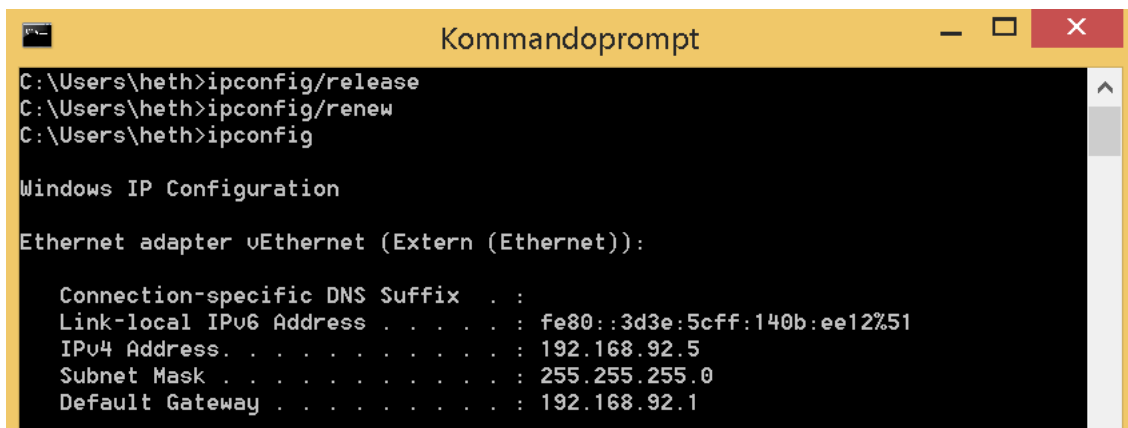 Kommandoprompt
C:\Users\heth>ipconfig/release
C:\Users\heth>ipconfig/renew
C:\Users\heth>ipconfig
Windows IP Configuration
Ethernet adapter vEthernet (Extern (Ethernet)):
Connection-specific DNS Suffix  . :
Link-local IPv6 Address . . . . . : fe80::3d3e:5cff:140b:ee12%51
IPv4 Address. . . . . . . . . . . : 192.168.92.5
Subnet Mask . . . . . . . . . . . : 255.255.255.0
Default Gateway . . . . . . . . . : 192.168.92.1